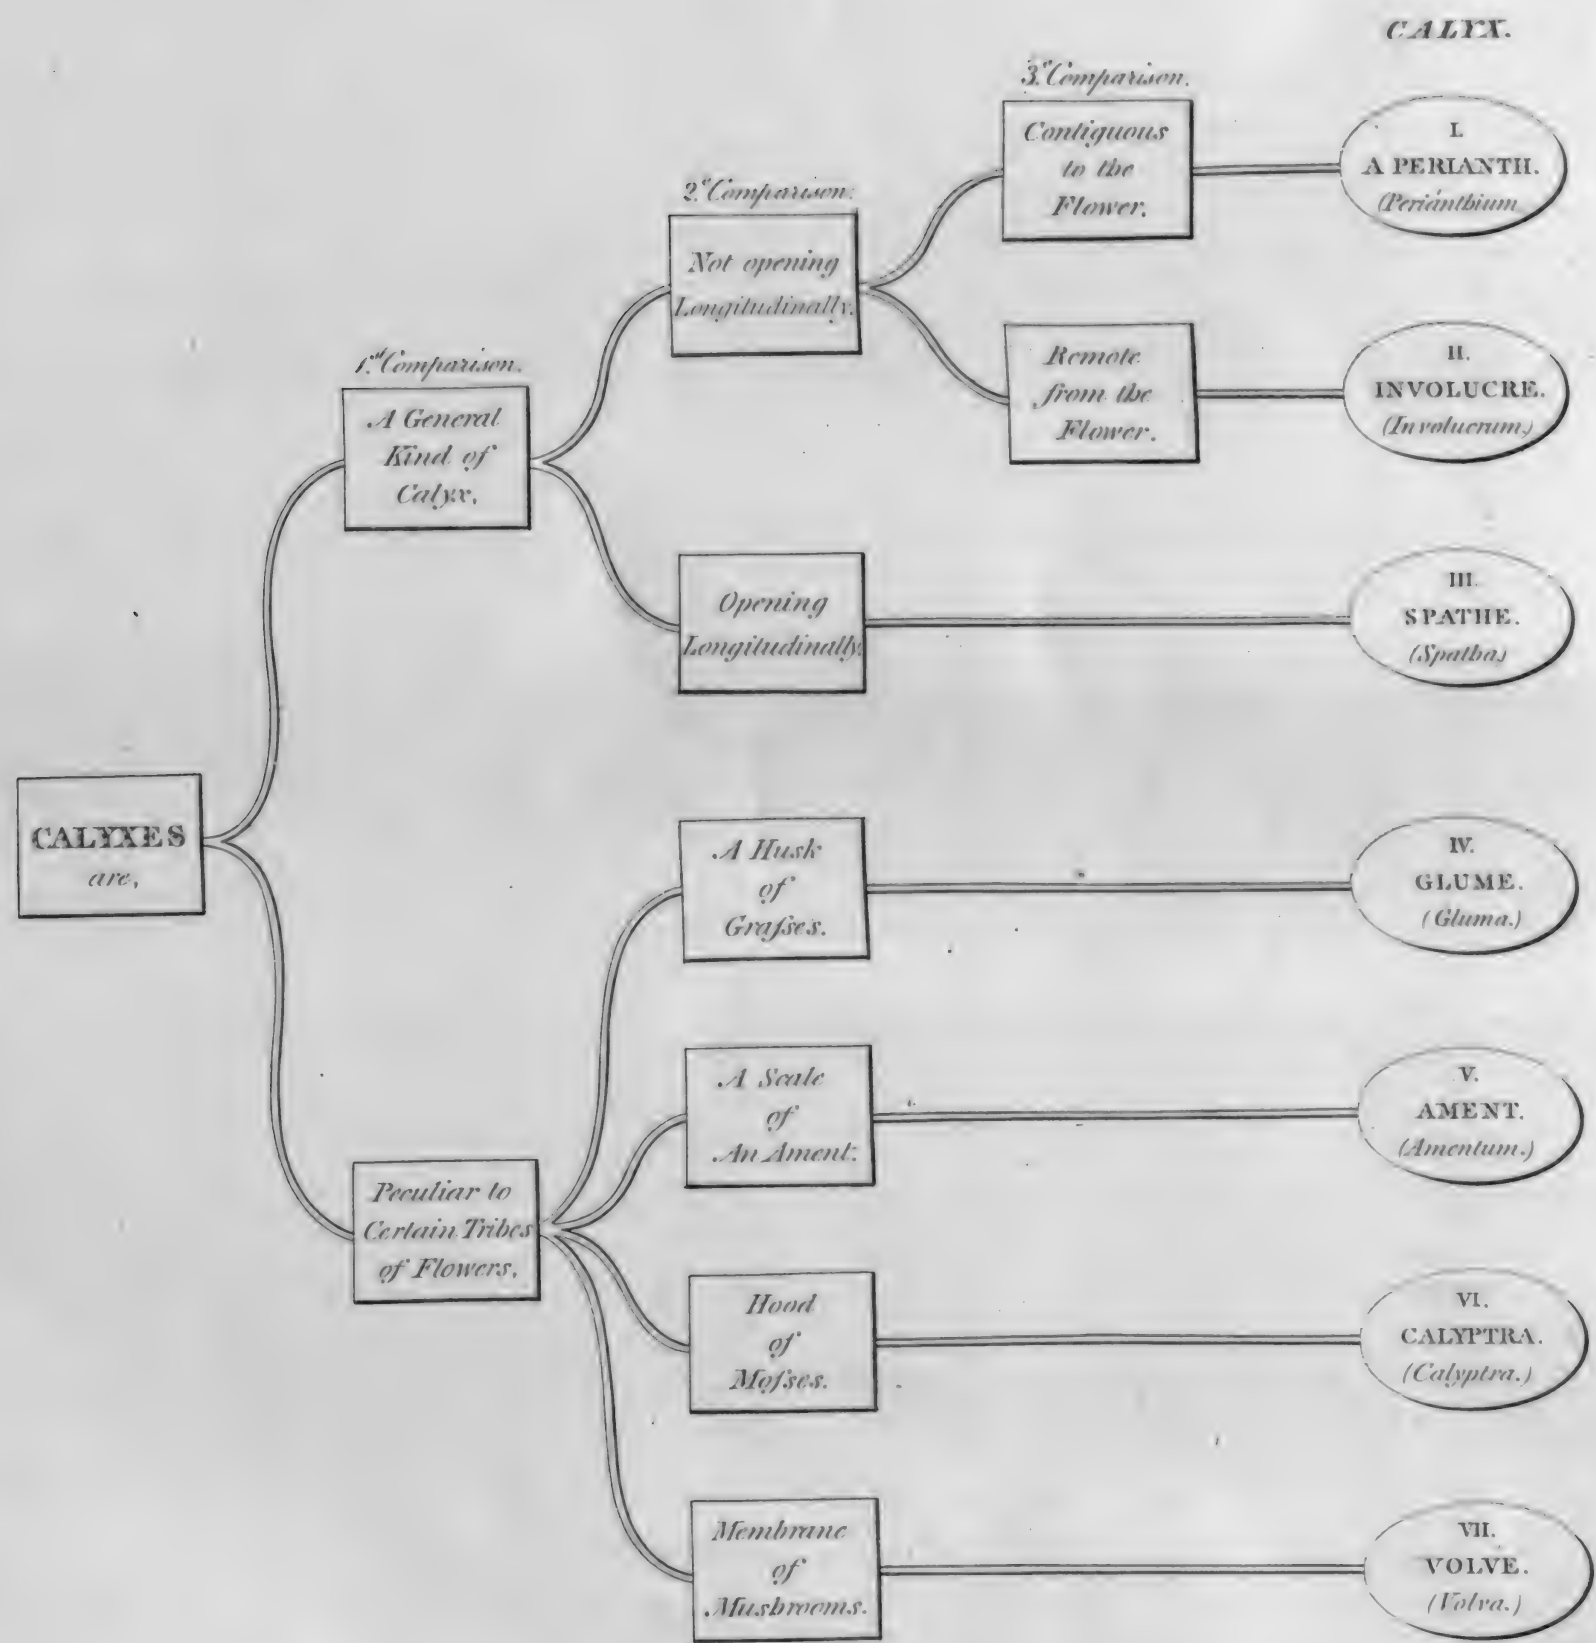 CALYX.
3.d Comparison.
Contiguous
to the
Flower.
I.
A PERIANTH.
(Periánthium
2.d Comparison.
Not opening
Longitudinally.
Remote
from the
Flower.
II.
INVOLUCRE.
(Involucrum.)
1.st Comparison.
A General
Kind of
Calyx,
Opening
Longitudinally.
III.
SPATHE.
(Spatha)
CALYXES
are,
A Husk
of
Graſses.
IV.
GLUME.
(Gluma.)
A Scale
of
An Ament.
V.
AMENT.
(Amentum.)
Peculiar to
Certain Tribes
of Flowers,
Hood
of
Moſses.
VI.
CALYPTRA.
(Calyptra.)
Membrane
of
Mushrooms.
VII.
VOLVE.
(Volva.)